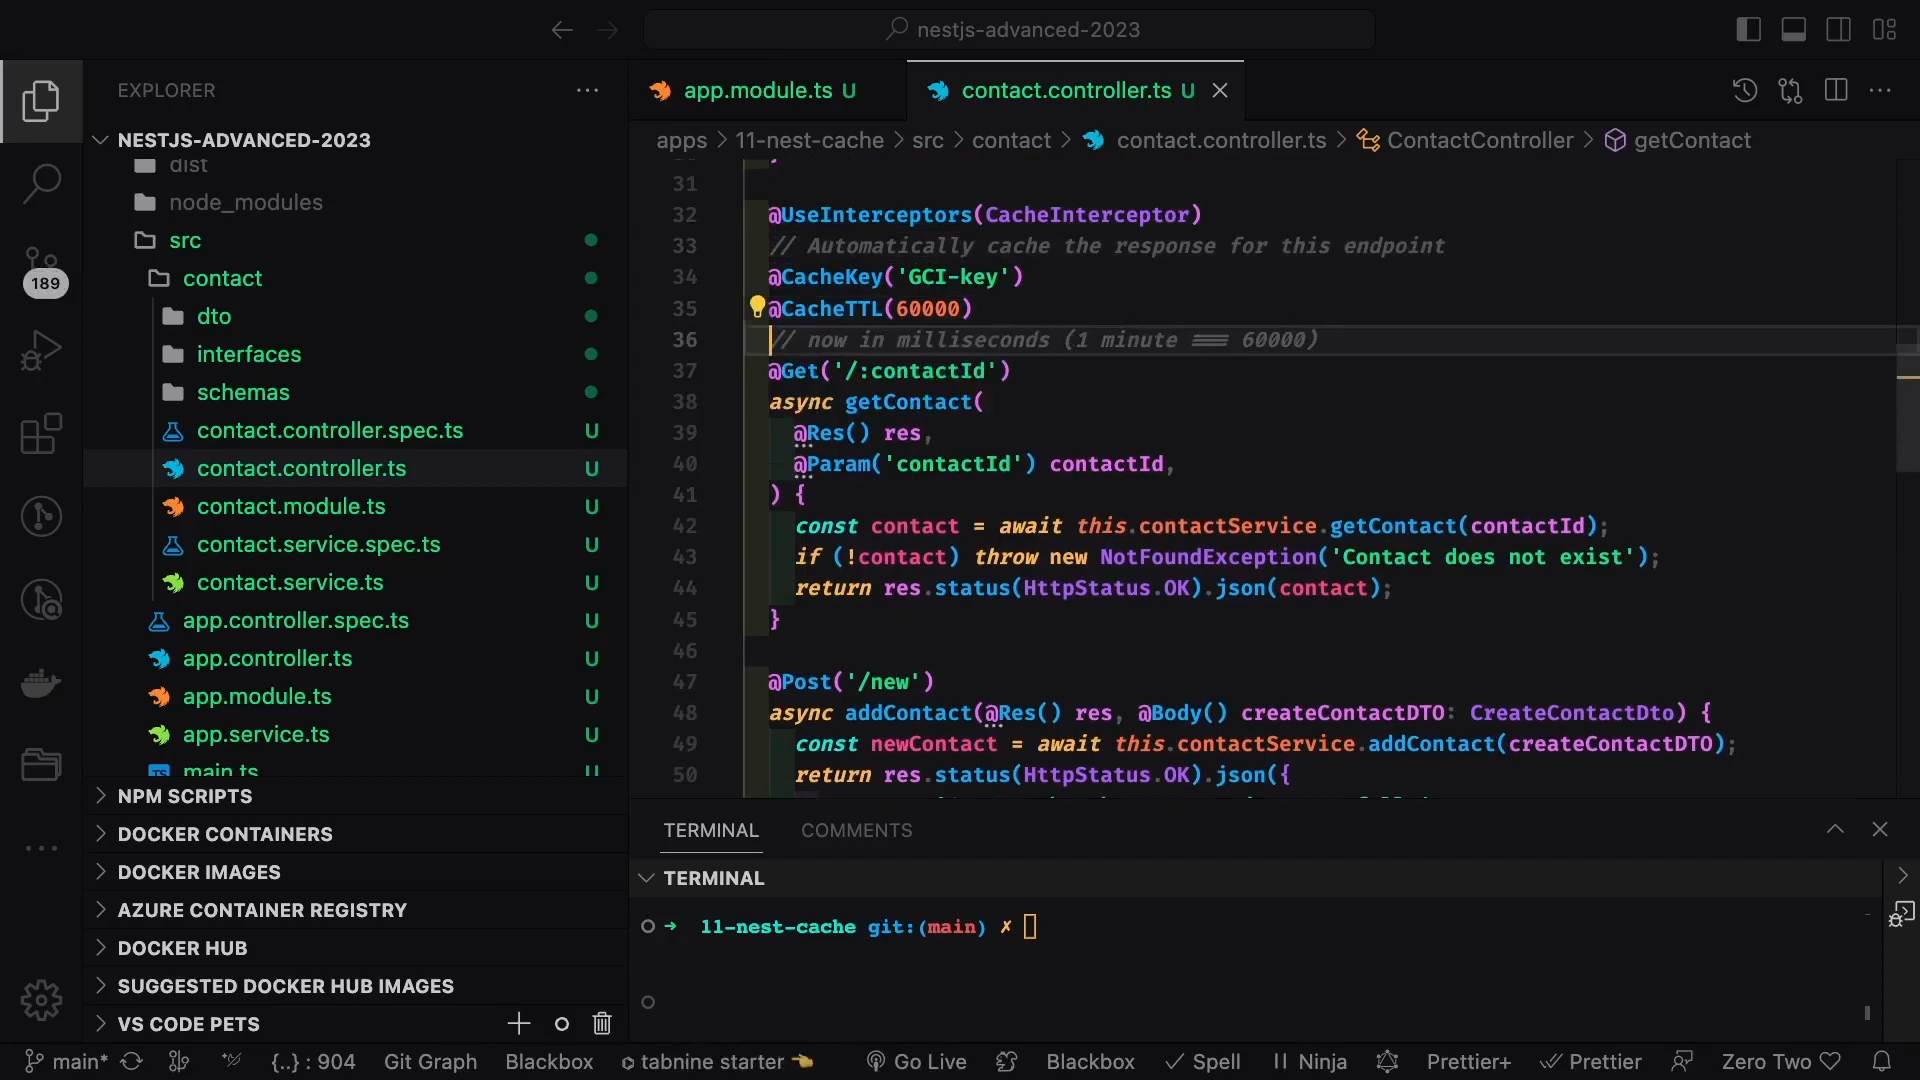 nestjs-advanced-2023
EXPLORER
NESTJS-ADVANCED-2023
dist
node_modules
src
contact
dto
interfaces
schemas
contact.controller.spec.ts U
contact.controller.ts U
contact.module.ts U
contact.service.spec.ts U
contact.service.ts U
app.controller.spec.ts U
app.controller.ts U
app.module.ts U
app.service.ts U
main.ts U
NPM SCRIPTS
DOCKER CONTAINERS
DOCKER IMAGES
AZURE CONTAINER REGISTRY
DOCKER HUB
SUGGESTED DOCKER HUB IMAGES
VS CODE PETS
189
app.module.ts U
contact.controller.ts U
apps > 11-nest-cache > src > contact > contact.controller.ts > ContactController > getContact
31
32 @UseInterceptors(CacheInterceptor)
33 // Automatically cache the response for this endpoint
34 @CacheKey('GCI-key')
35 @CacheTTL(60000)
36 // now in milliseconds (1 minute === 60000)
37 @Get('/:contactId')
38 async getContact(
39 @Res() res,
40 @Param('contactId') contactId,
41 ) {
42 const contact = await this.contactService.getContact(contactId);
43 if (!contact) throw new NotFoundException('Contact does not exist');
44 return res.status(HttpStatus.OK).json(contact);
45 }
46
47 @Post('/new')
48 async addContact(@Res() res, @Body() createContactDTO: CreateContactDto) {
49 const newContact = await this.contactService.addContact(createContactDTO);
50 return res.status(HttpStatus.OK).json({
TERMINAL COMMENTS
TERMINAL
➜ 11-nest-cache git:(main) ✗
main* {..} : 904 Git Graph Blackbox tabnine starter Go Live Blackbox Spell Ninja Prettier+ Prettier Zero Two